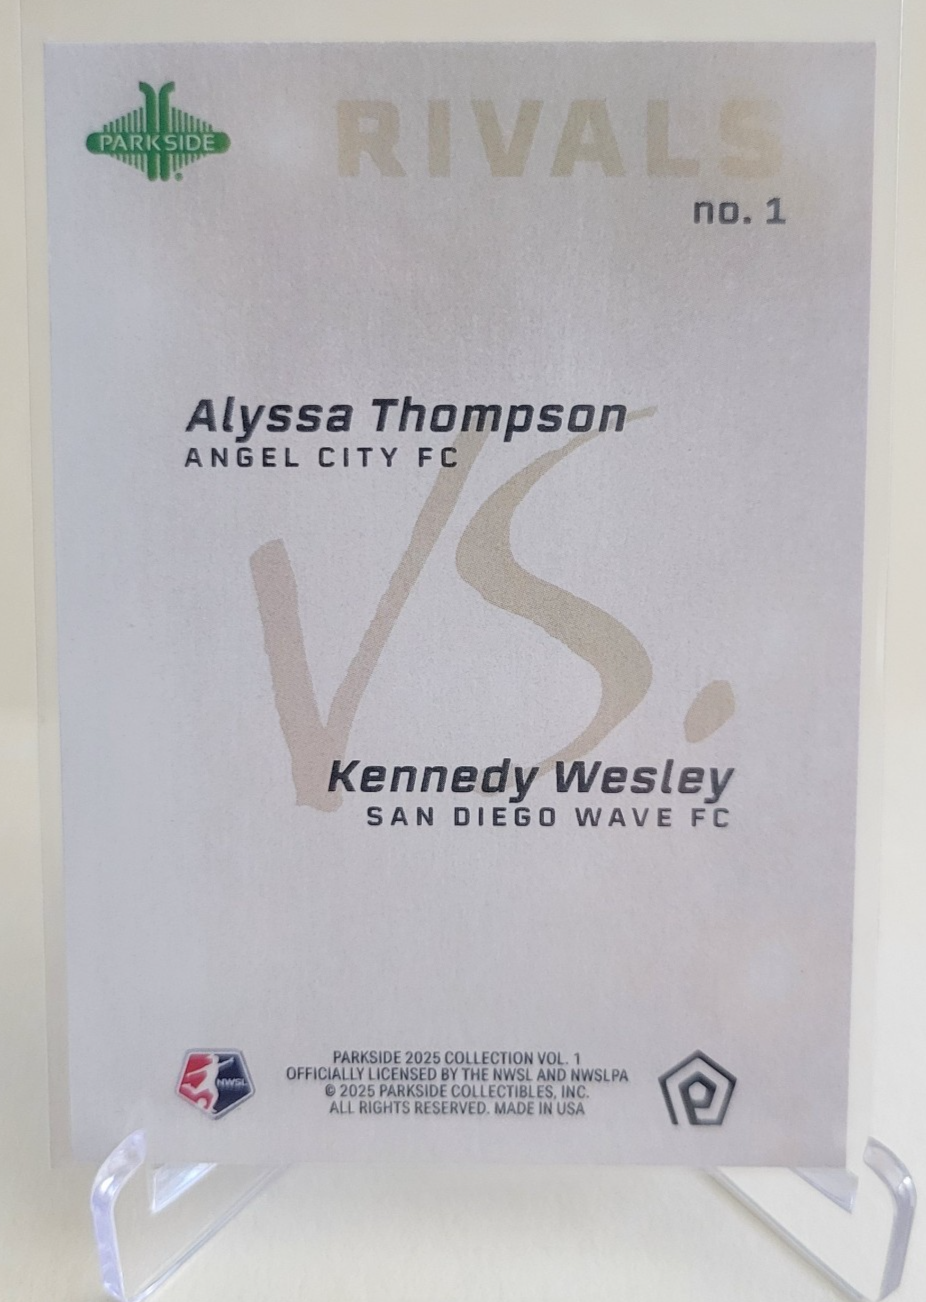 PARKSIDE
RIVALS
no. 1
Alyssa Thompson
ANGEL CITY FC
VS.
Kennedy Wesley
SAN DIEGO WAVE FC
NWSL
PARKSIDE 2025 COLLECTION VOL. 1
OFFICIALLY LICENSED BY THE NWSL AND NWSLPA
© 2025 PARKSIDE COLLECTIBLES, INC.
ALL RIGHTS RESERVED. MADE IN USA